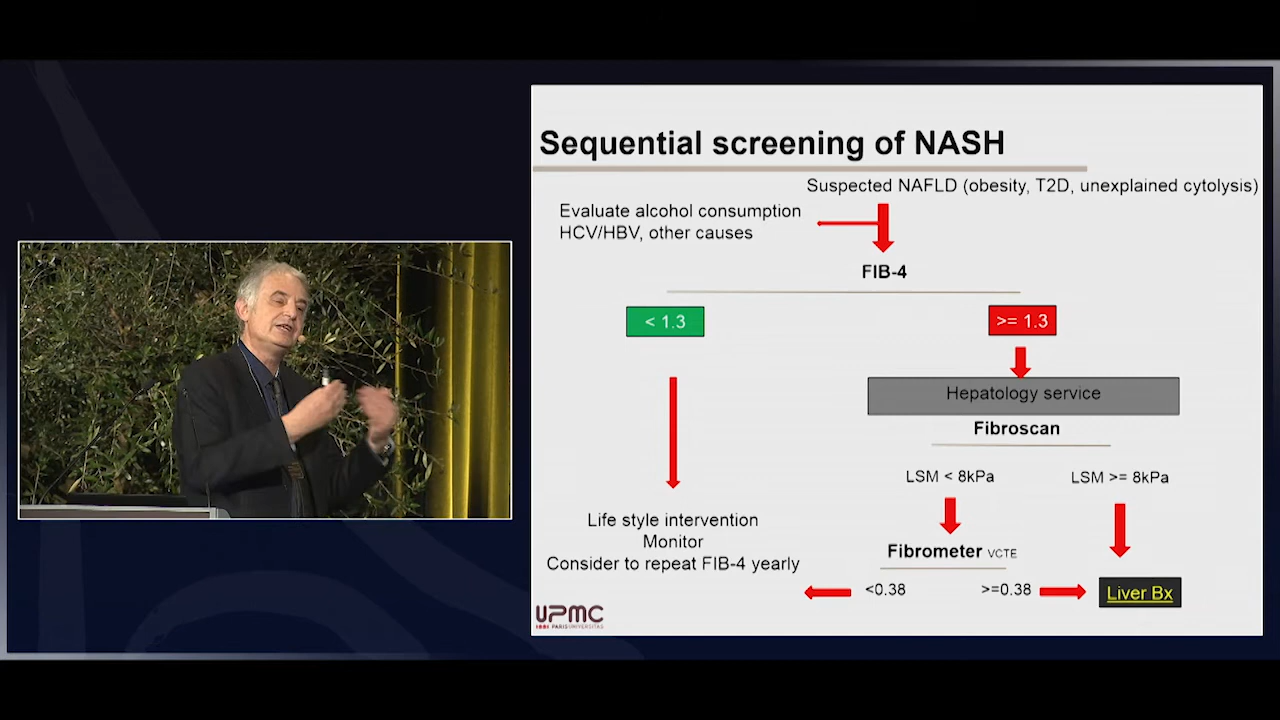 Sequential screening of NASH
Suspected NAFLD (obesity, T2D, unexplained cytolysis)
Evaluate alcohol consumption
HCV/HBV, other causes
FIB-4
< 1.3
>= 1.3
Hepatology service
Fibroscan
LSM < 8kPa
LSM >= 8kPa
Life style intervention
Monitor
Consider to repeat FIB-4 yearly
Fibrometer VCTE
<0.38
>=0.38
Liver Bx
UPMC
PARISUNIVERSITAS